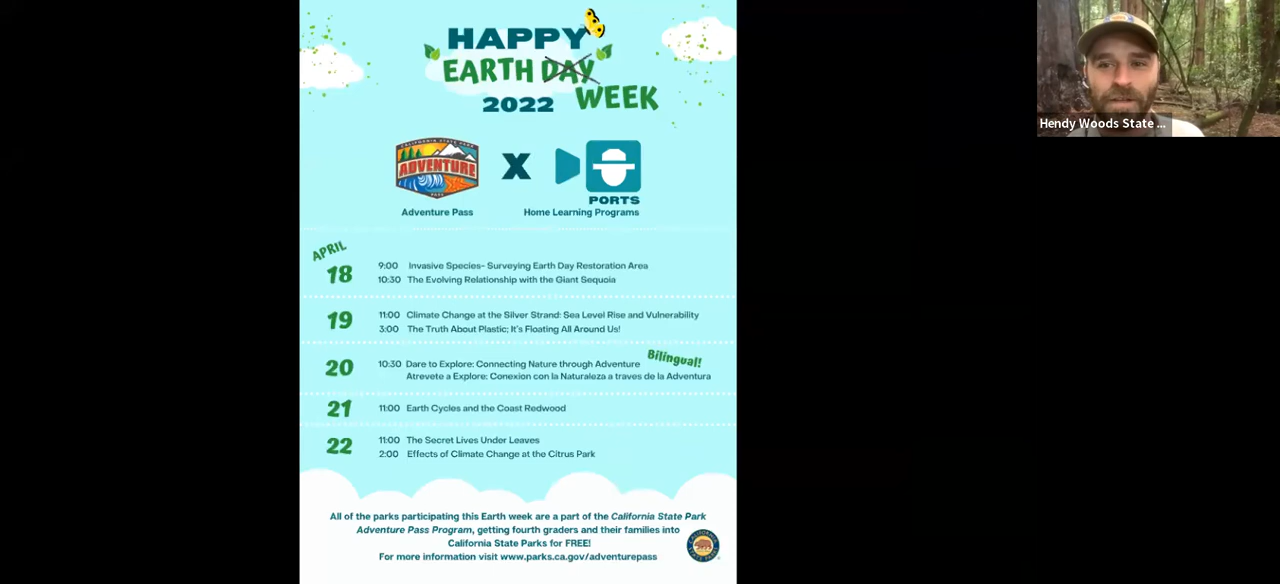 HAPPY
EARTH DAY
WEEK
2022
CALIFORNIA STATE PARK
ADVENTURE
PASS
X
PORTS
Adventure Pass
Home Learning Programs
APRIL
18
9:00 Invasive Species- Surveying Earth Day Restoration Area
10:30 The Evolving Relationship with the Giant Sequoia
19
11:00 Climate Change at the Silver Strand: Sea Level Rise and Vulnerability
3:00 The Truth About Plastic; It's Floating All Around Us!
20
10:30 Dare to Explore: Connecting Nature through Adventure
Bilingual!
Atrevete a Explore: Conexion con la Naturaleza a traves de la Adventura
21
11:00 Earth Cycles and the Coast Redwood
22
11:00 The Secret Lives Under Leaves
2:00 Effects of Climate Change at the Citrus Park
All of the parks participating this Earth week are a part of the California State Park
Adventure Pass Program, getting fourth graders and their families into
California State Parks for FREE!
For more information visit www.parks.ca.gov/adventurepass
Hendy Woods State ...